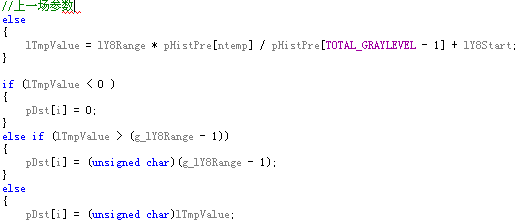 //上一场参数
else
{
lTmpValue = lY8Range * pHistPre[ntemp] / pHistPre[TOTAL_GRAYLEVEL - 1] + lY8Start;
}
if (lTmpValue < 0 )
{
pDst[i] = 0;
}
else if (lTmpValue > (g_lY8Range - 1))
{
pDst[i] = (unsigned char)(g_lY8Range - 1);
}
else
pDst[i] = (unsigned char)lTmpValue;